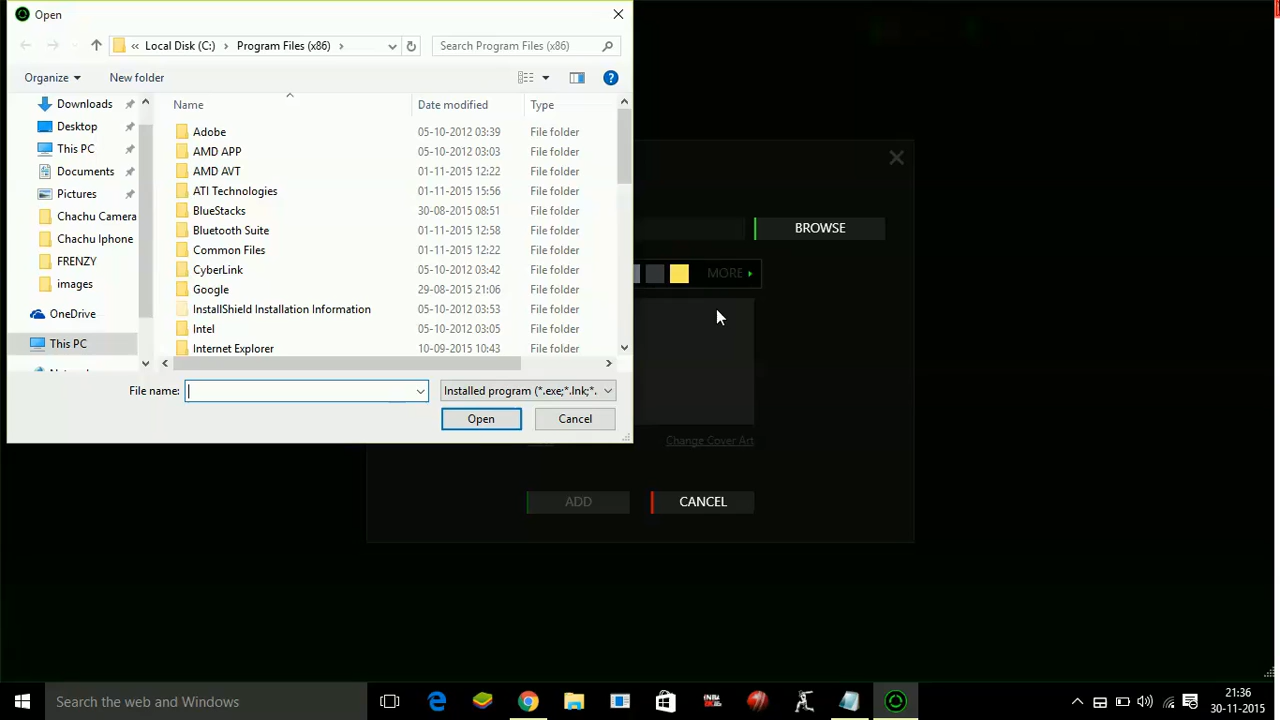 Open
Local Disk (C:) › Program Files (x86) ›
Search Program Files (x86)
Organize
New folder
Name
Date modified
Type
Downloads
Desktop
This PC
Documents
Pictures
Chachu Camera
Chachu Iphone
FRENZY
images
OneDrive
This PC
Adobe 05-10-2012 03:39 File folder
AMD APP 05-10-2012 03:03 File folder
AMD AVT 01-11-2015 12:22 File folder
ATI Technologies 01-11-2015 15:56 File folder
BlueStacks 30-08-2015 08:51 File folder
Bluetooth Suite 01-11-2015 12:58 File folder
Common Files 01-11-2015 12:22 File folder
CyberLink 05-10-2012 03:42 File folder
Google 29-08-2015 21:06 File folder
InstallShield Installation Information 05-10-2012 03:53 File folder
Intel 05-10-2012 03:05 File folder
Internet Explorer 10-09-2015 10:43 File folder
File name:
Installed program (*.exe;*.lnk;*.
Open
Cancel
BROWSE
MORE
Change Cover Art
ADD
CANCEL
Search the web and Windows
21:36
30-11-2015